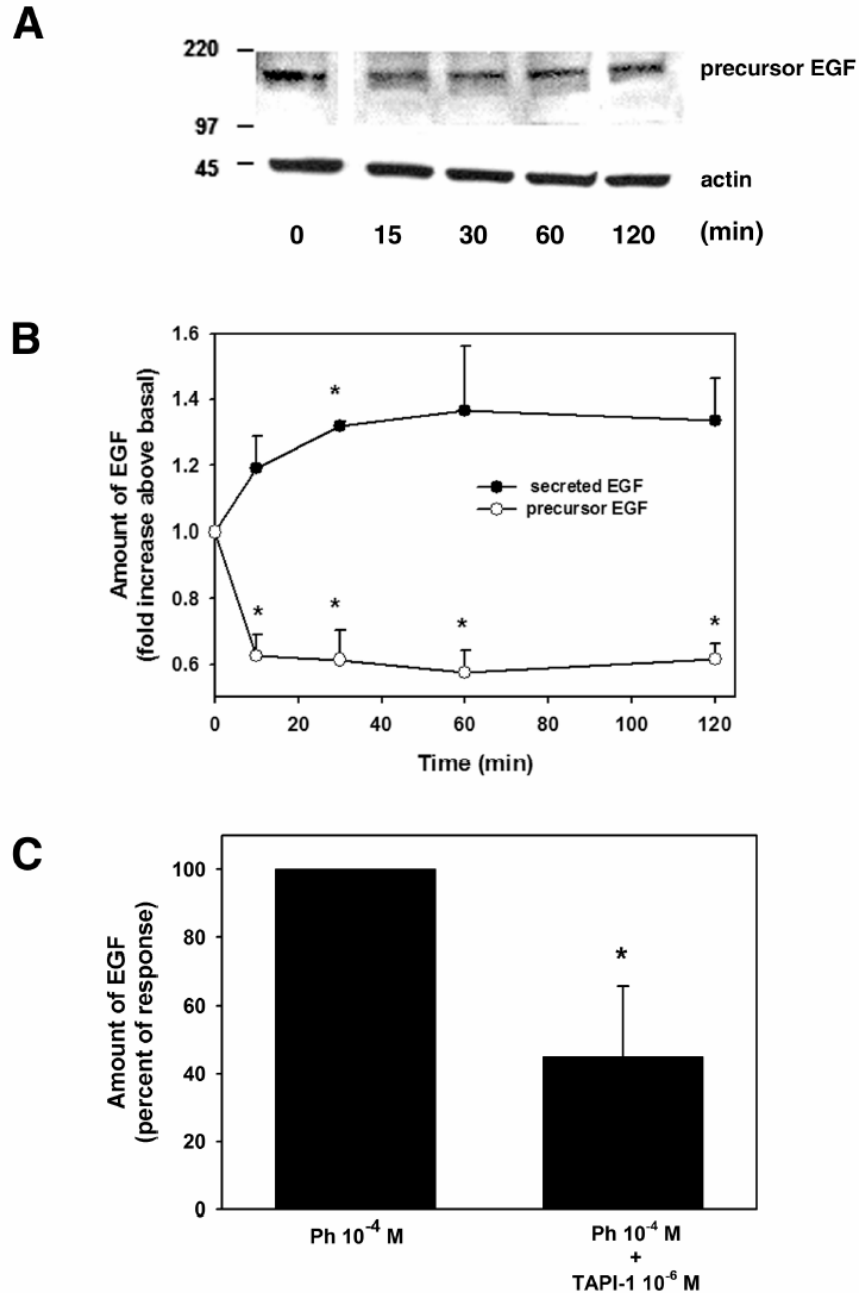 A
220
97
45
precursor EGF
actin
0 15 30 60 120 (min)
B
Amount of EGF
(fold increase above basal)
1.6
1.4
1.2
1.0
0.8
0.6
*
secreted EGF
precursor EGF
* * * *
0 20 40 60 80 100 120
Time (min)
C
Amount of EGF
(percent of response)
100
80
60
40
20
0
*
Ph 10⁻⁴ M
Ph 10⁻⁴ M
+
TAPI-1 10⁻⁶ M